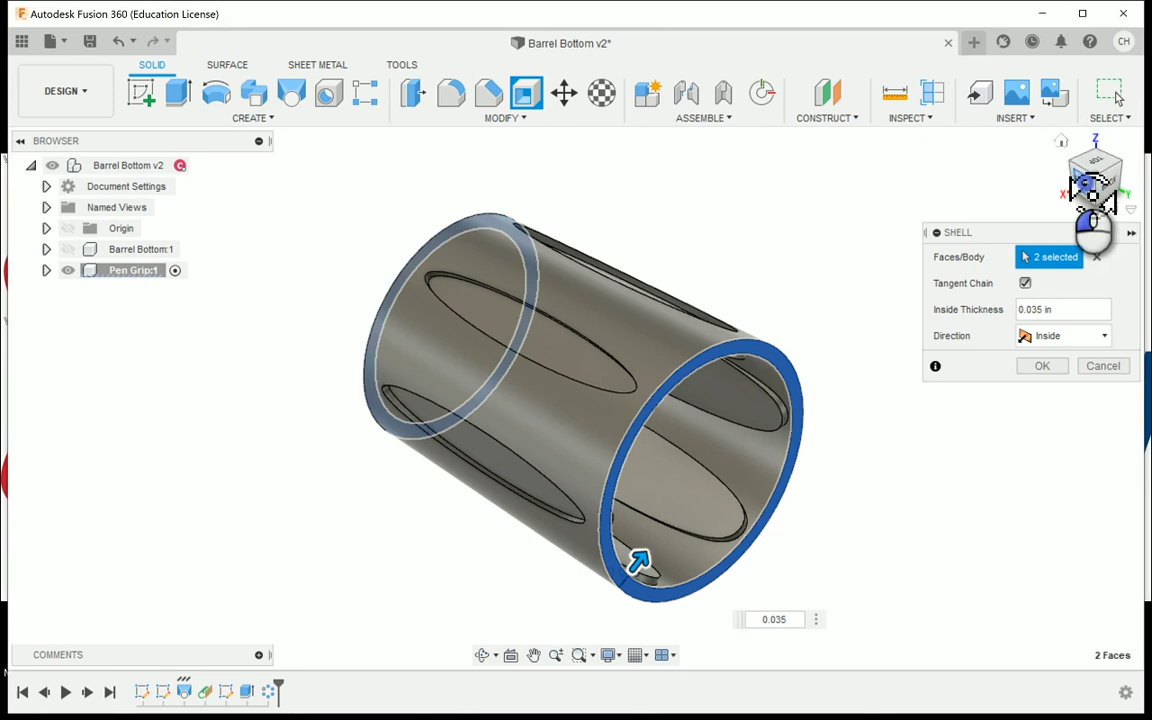 Autodesk Fusion 360 (Education License)
Barrel Bottom v2*
CH
SOLID SURFACE SHEET METAL TOOLS
DESIGN
CREATE MODIFY ASSEMBLE CONSTRUCT INSPECT INSERT SELECT
BROWSER
Barrel Bottom v2
Document Settings
Named Views
Origin
Barrel Bottom:1
Pen Grip:1
Z
TOP
X
Y
SHELL
Faces/Body 2 selected
Tangent Chain
Inside Thickness 0.035 in
Direction Inside
OK Cancel
0.035
COMMENTS
2 Faces